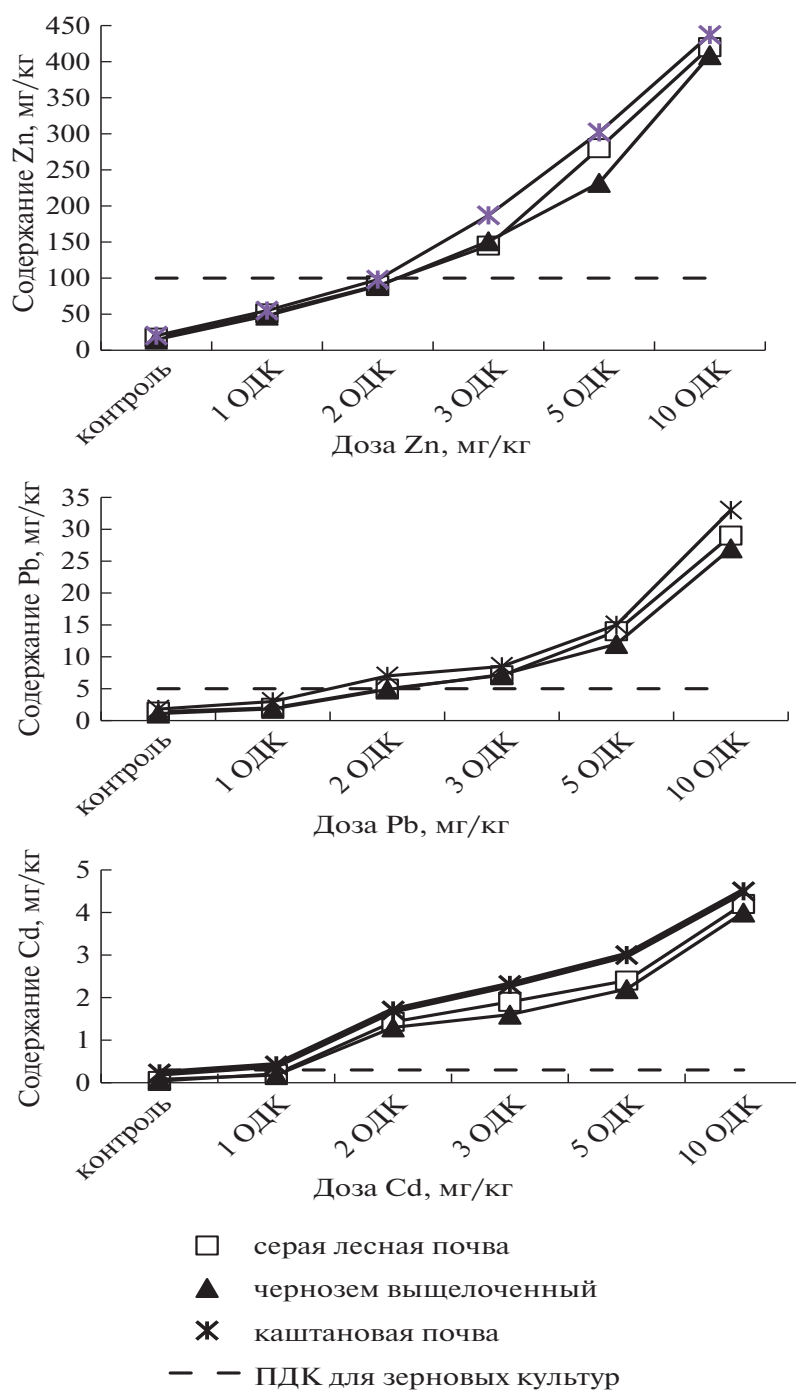 Содержание Zn, мг/кг
450
400
350
300
250
200
150
100
50
0
контроль
1 ОДК
2 ОДК
3 ОДК
5 ОДК
10 ОДК
Доза Zn, мг/кг
Содержание Pb, мг/кг
35
30
25
20
15
10
5
0
контроль
1 ОДК
2 ОДК
3 ОДК
5 ОДК
10 ОДК
Доза Pb, мг/кг
Содержание Cd, мг/кг
5
4
3
2
1
0
контроль
1 ОДК
2 ОДК
3 ОДК
5 ОДК
10 ОДК
Доза Cd, мг/кг
серая лесная почва
чернозем выщелоченный
каштановая почва
ПДК для зерновых культур